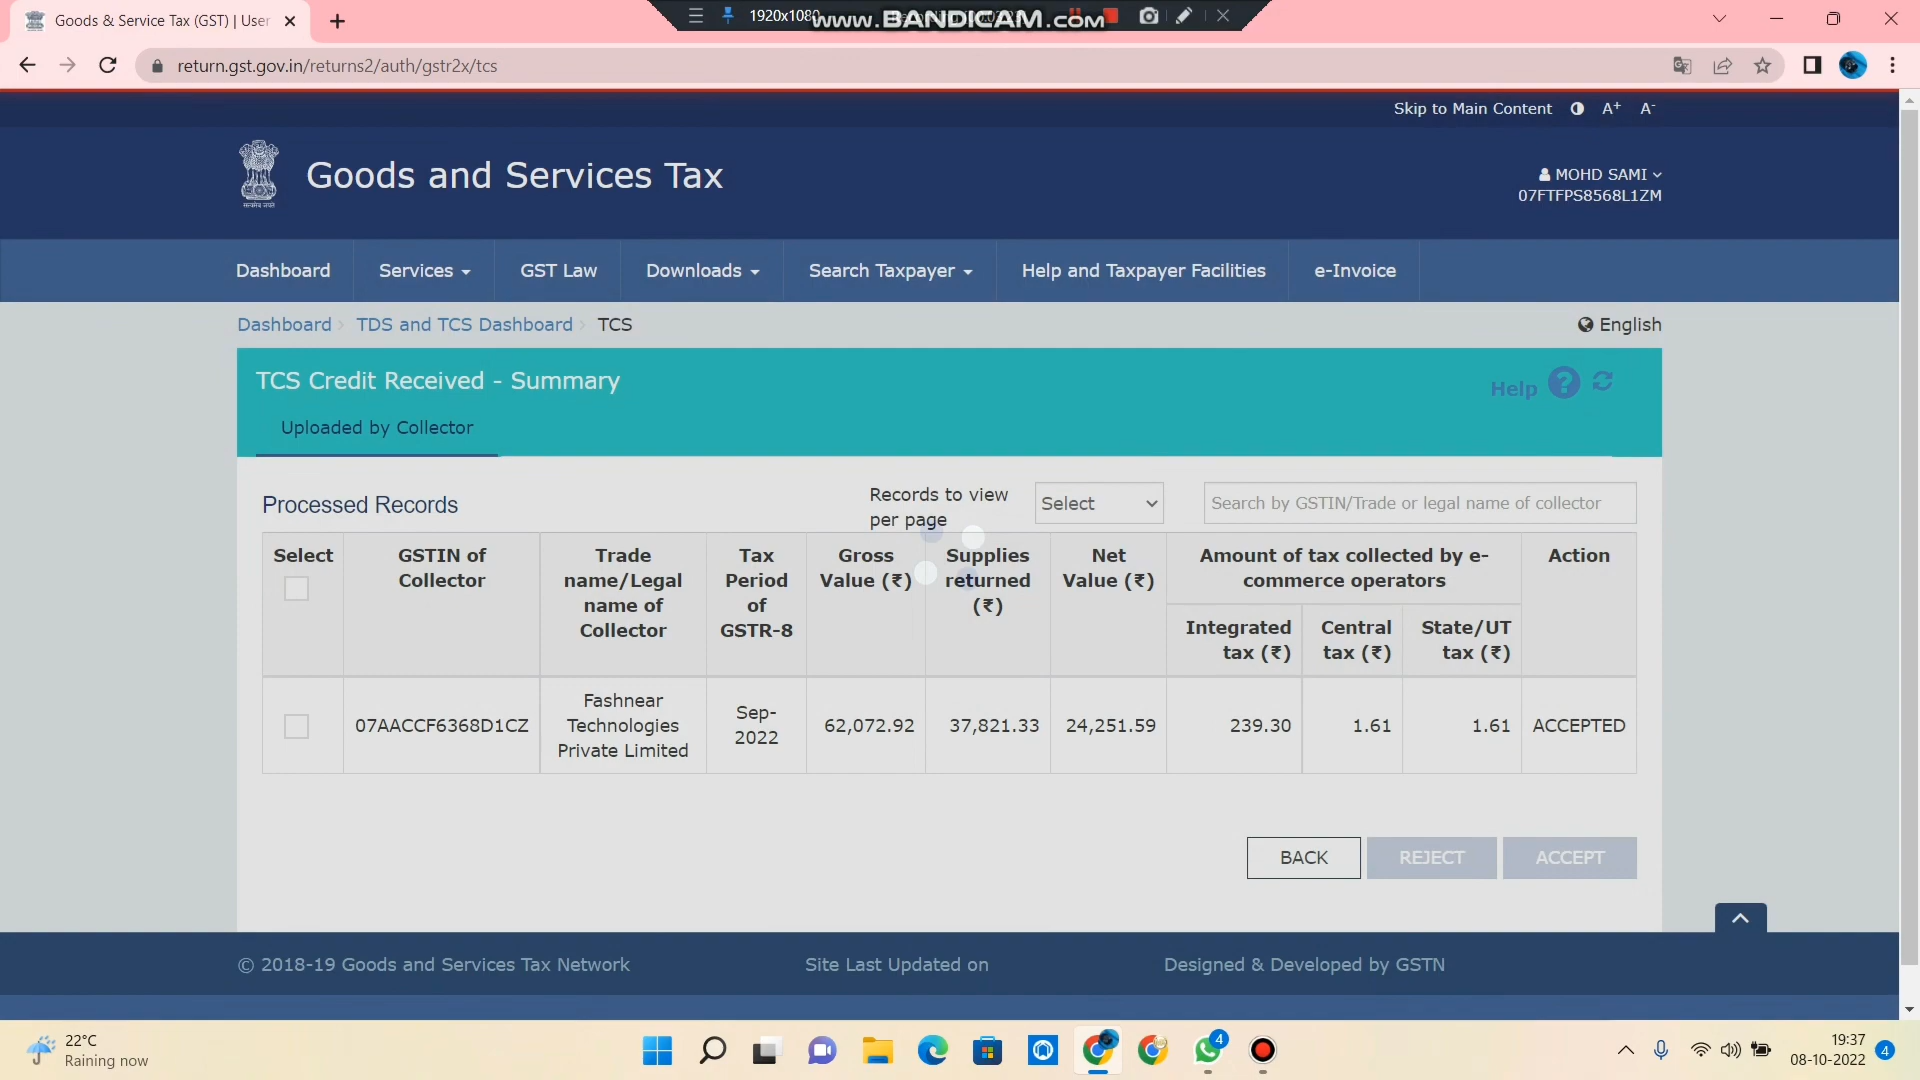 Goods & Service Tax (GST) | User
1920x1080
www.BANDICAM.com
return.gst.gov.in/returns2/auth/gstr2x/tcs
Skip to Main Content
A+
A-
Goods and Services Tax
MOHD SAMI
07FTFPS8568L1ZM
Dashboard
Services
GST Law
Downloads
Search Taxpayer
Help and Taxpayer Facilities
e-Invoice
Dashboard
TDS and TCS Dashboard
TCS
English
TCS Credit Received - Summary
Help
Uploaded by Collector
Processed Records
Records to view
per page
Select
Search by GSTIN/Trade or legal name of collector
Select
GSTIN of
Collector
Trade
name/Legal
name of
Collector
Tax
Period
of
GSTR-8
Gross
Value (₹)
Supplies
returned
(₹)
Net
Value (₹)
Amount of tax collected by e-
commerce operators
Action
Integrated
tax (₹)
Central
tax (₹)
State/UT
tax (₹)
07AACCF6368D1CZ
Fashnear
Technologies
Private Limited
Sep-
2022
62,072.92
37,821.33
24,251.59
239.30
1.61
1.61
ACCEPTED
BACK
REJECT
ACCEPT
© 2018-19 Goods and Services Tax Network
Site Last Updated on
Designed & Developed by GSTN
22°C
Raining now
4
19:37
08-10-2022
4